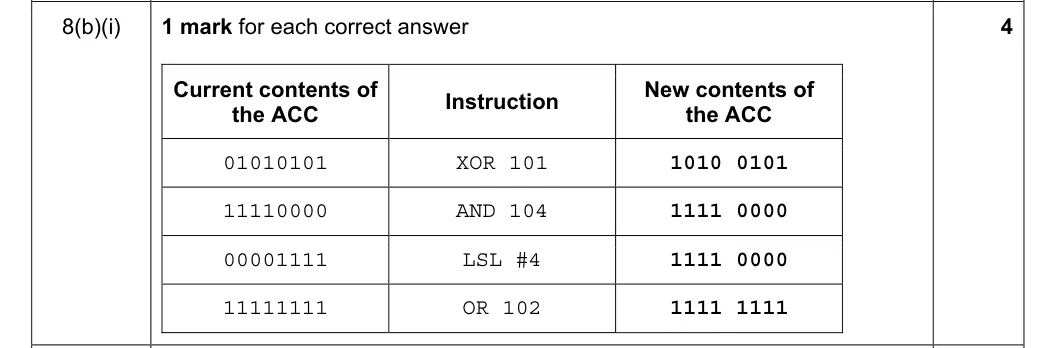 8(b)(i) 1 mark for each correct answer 4
Current contents of the ACC Instruction New contents of the ACC
01010101 XOR 101 1010 0101
11110000 AND 104 1111 0000
00001111 LSL #4 1111 0000
11111111 OR 102 1111 1111